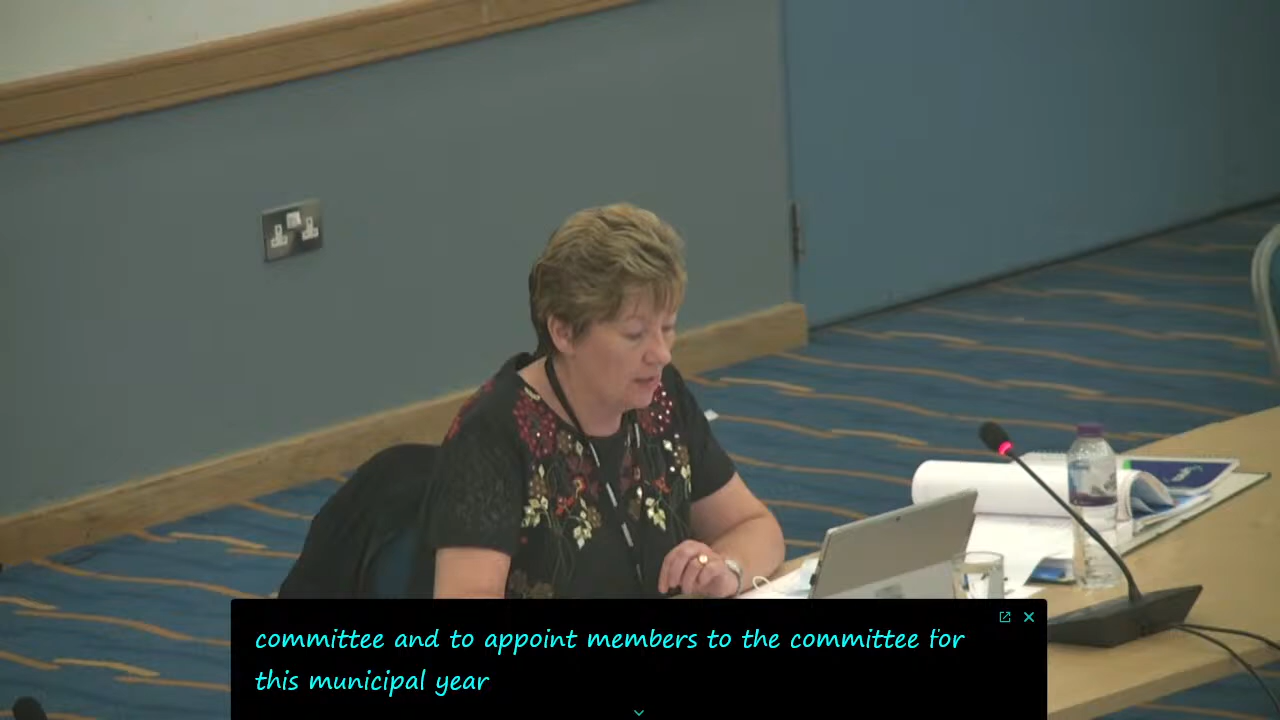 committee and to appoint members to the committee for
this municipal year